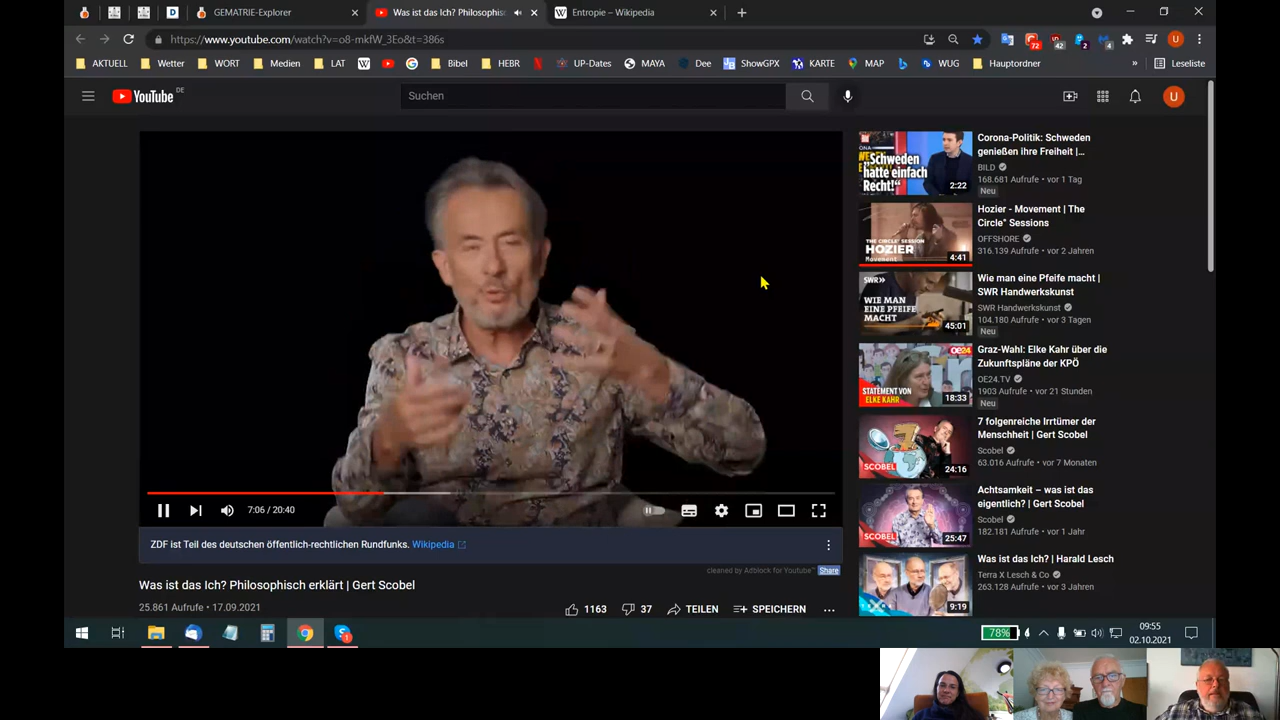 GEMATRIE-Explorer
Was ist das Ich? Philosophis
Entropie – Wikipedia
https://www.youtube.com/watch?v=o8-mkfW_3Eo&t=386s
72
42
2
4
U
AKTUELL
Wetter
WORT
Medien
LAT
Bibel
HEBR
UP-Dates
MAYA
Dee
ShowGPX
KARTE
MAP
WUG
Hauptordner
»
Leseliste
YouTube DE
Suchen
U
7:06 / 20:40
ZDF ist Teil des deutschen öffentlich-rechtlichen Rundfunks. Wikipedia
cleaned by Adblock for Youtube™ Share
Was ist das Ich? Philosophisch erklärt | Gert Scobel
25.861 Aufrufe • 17.09.2021
1163
37
TEILEN
SPEICHERN
"Schweden
hatte einfach
Recht!"
2:22
Corona-Politik: Schweden
genießen ihre Freiheit |...
BILD
168.681 Aufrufe • vor 1 Tag
Neu
THE CIRCLE° SESSION
HOZIER
Movement
4:41
Hozier - Movement | The
Circle° Sessions
OFFSHORE
316.139 Aufrufe • vor 2 Jahren
SWR»
WIE MAN
EINE PFEIFE
MACHT
45:01
Wie man eine Pfeife macht |
SWR Handwerkskunst
SWR Handwerkskunst
104.180 Aufrufe • vor 3 Tagen
Neu
OE24
STATEMENT VON
ELKE KAHR
18:33
Graz-Wahl: Elke Kahr über die
Zukunftspläne der KPÖ
OE24.TV
1903 Aufrufe • vor 21 Stunden
Neu
7
SCOBEL
24:16
7 folgenreiche Irrtümer der
Menschheit | Gert Scobel
Scobel
63.016 Aufrufe • vor 7 Monaten
SCOBEL
25:47
Achtsamkeit – was ist das
eigentlich? | Gert Scobel
Scobel
182.181 Aufrufe • vor 1 Jahr
9:19
Was ist das Ich? | Harald Lesch
Terra X Lesch & Co
263.128 Aufrufe • vor 3 Jahren
78%
09:55
02.10.2021